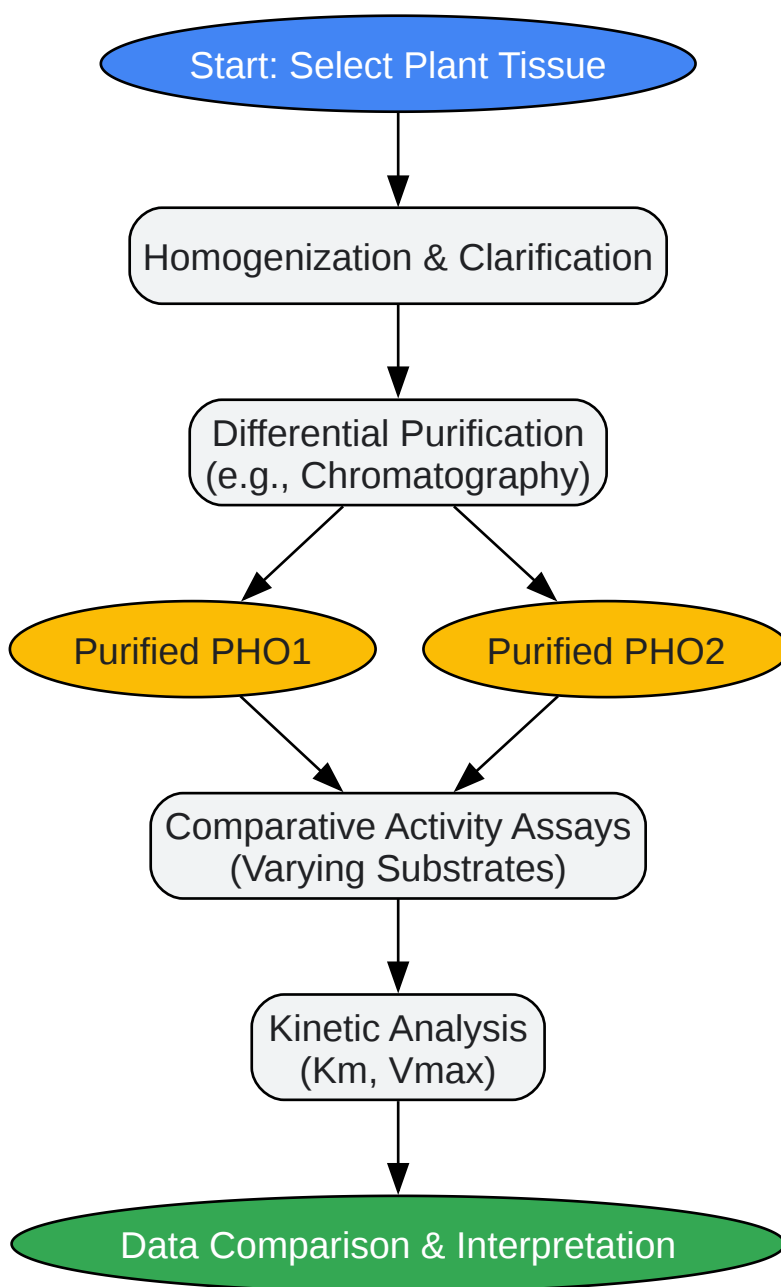 Start: Select Plant Tissue
Homogenization & Clarification
Differential Purification
(e.g., Chromatography)
Purified PHO1
Purified PHO2
Comparative Activity Assays
(Varying Substrates)
Kinetic Analysis
(Km, Vmax)
Data Comparison & Interpretation